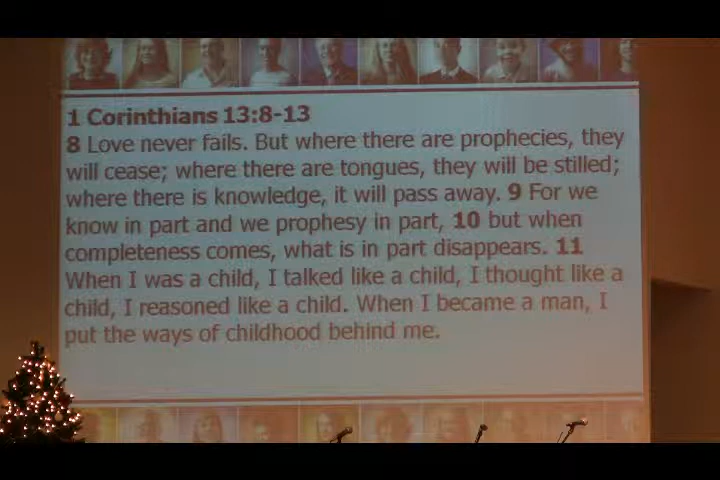 1 Corinthians 13:8-13
8 Love never fails. But where there are prophecies, they
will cease; where there are tongues, they will be stilled;
where there is knowledge, it will pass away. 9 For we
know in part and we prophesy in part, 10 but when
completeness comes, what is in part disappears. 11
When I was a child, I talked like a child, I thought like a
child, I reasoned like a child. When I became a man, I
put the ways of childhood behind me.